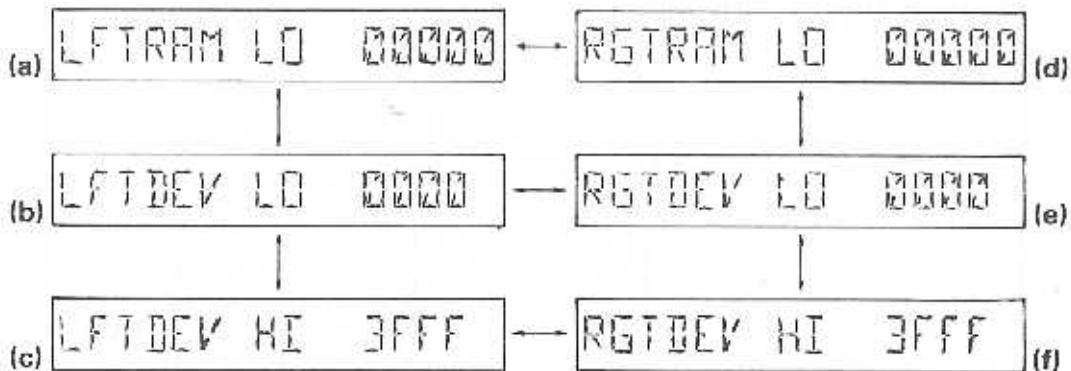 (a) LFTRAM LO 00000 RGTRAM LO 00000 (d)
(b) LFTDEV LO 0000 RGTDEV LO 0000 (e)
(c) LFTDEV HI 3FFF RGTDEV HI 3FFF (f)